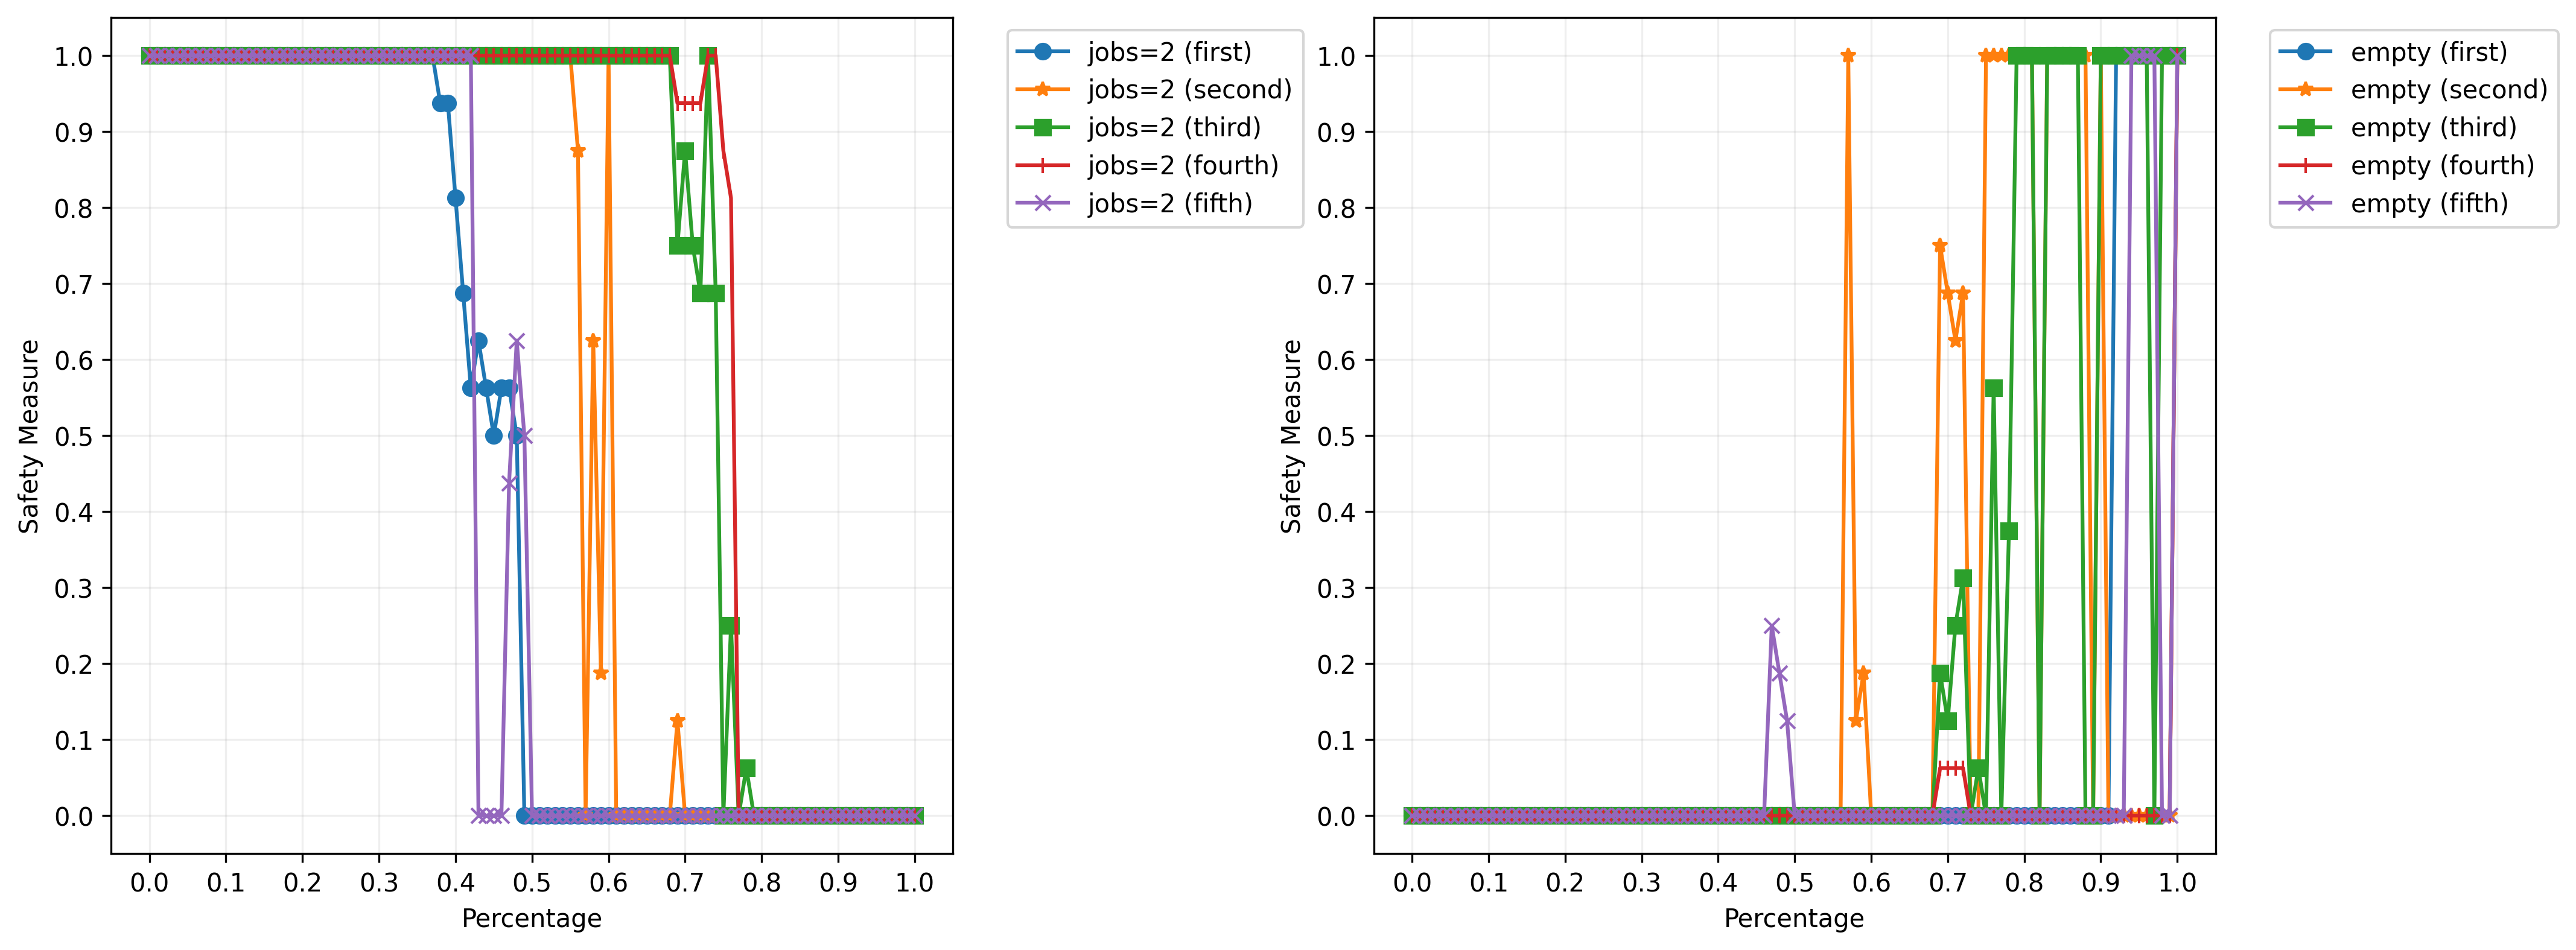 1.0
0.9
0.8
0.7
0.6
0.5
0.4
0.3
0.2
0.1
0.0
Safety Measure
0.0 0.1 0.2 0.3 0.4 0.5 0.6 0.7 0.8 0.9 1.0
Percentage
jobs=2 (first)
jobs=2 (second)
jobs=2 (third)
jobs=2 (fourth)
jobs=2 (fifth)
1.0
0.9
0.8
0.7
0.6
0.5
0.4
0.3
0.2
0.1
0.0
Safety Measure
0.0 0.1 0.2 0.3 0.4 0.5 0.6 0.7 0.8 0.9 1.0
Percentage
empty (first)
empty (second)
empty (third)
empty (fourth)
empty (fifth)